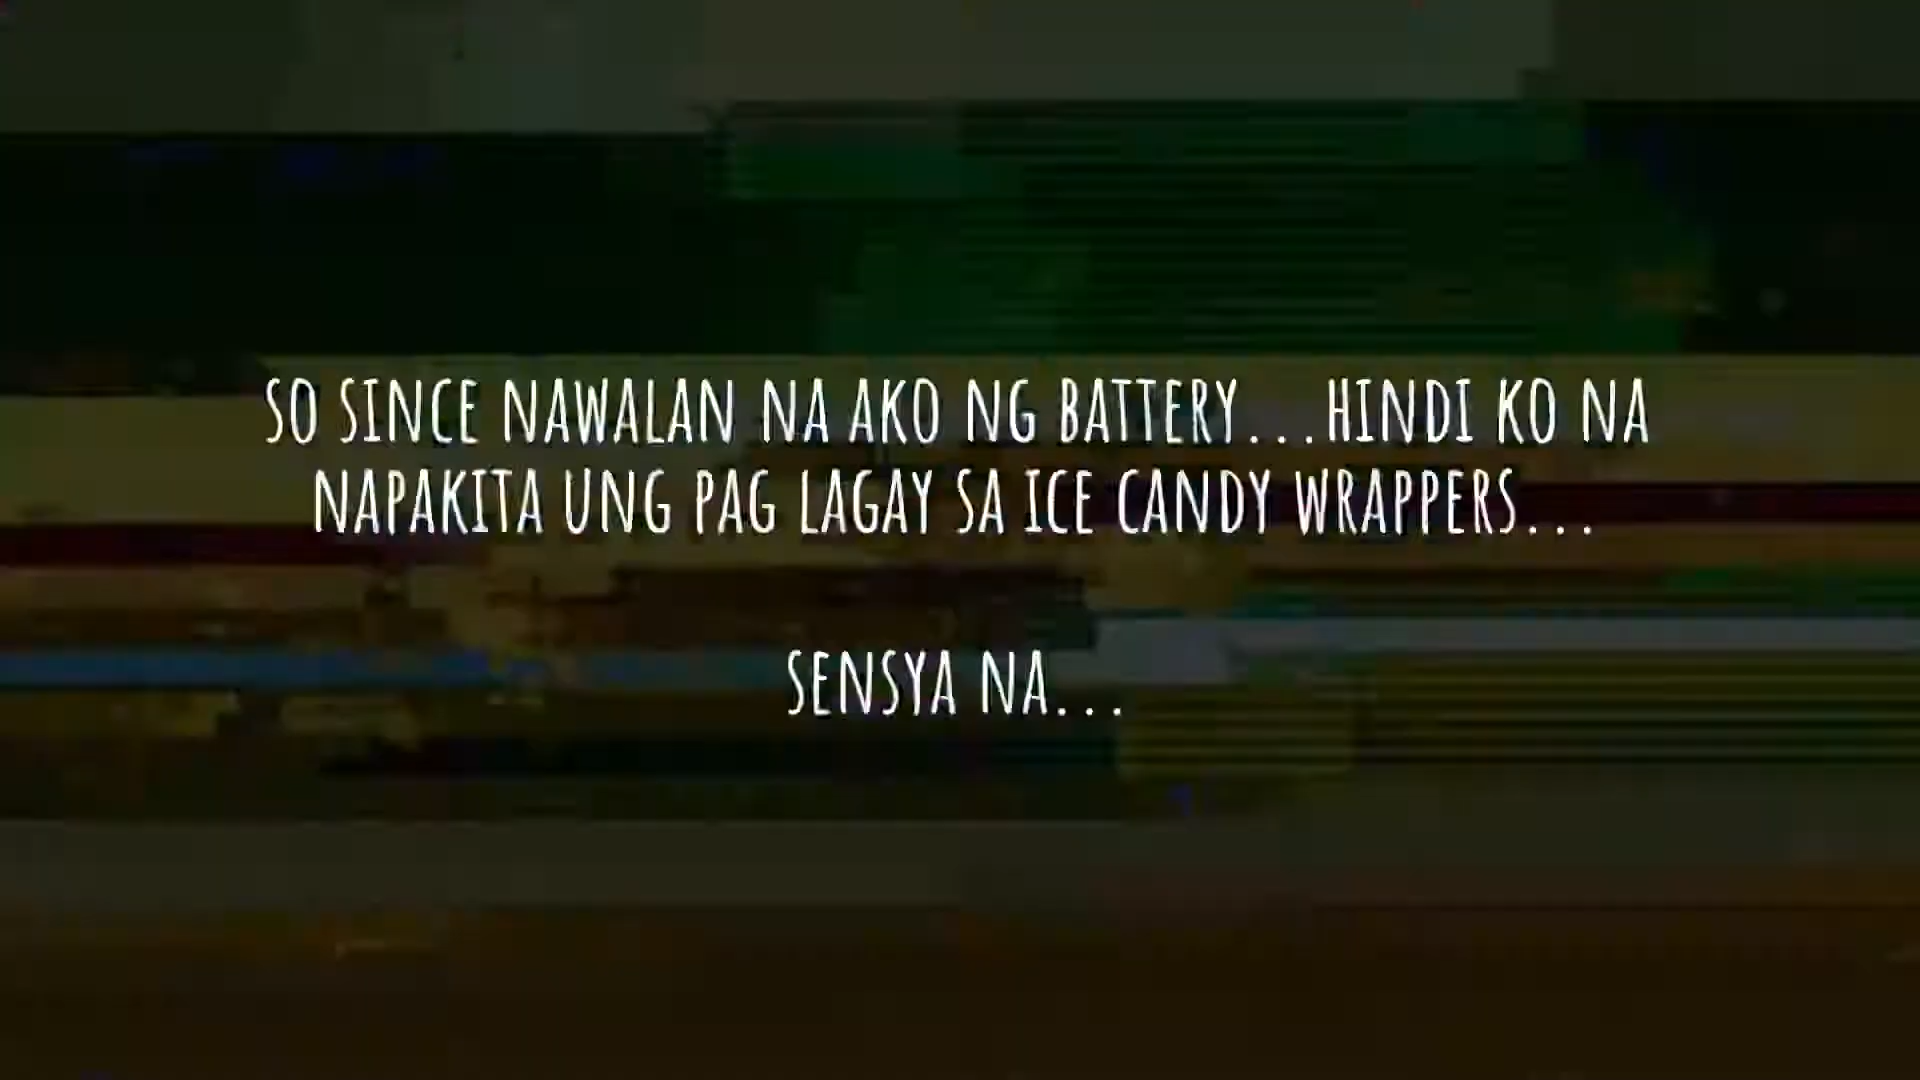 SO SINCE NAWALAN NA AKO NG BATTERY...HINDI KO NA
NAPAKITA UNG PAG LAGAY SA ICE CANDY WRAPPERS...
SENSYA NA...